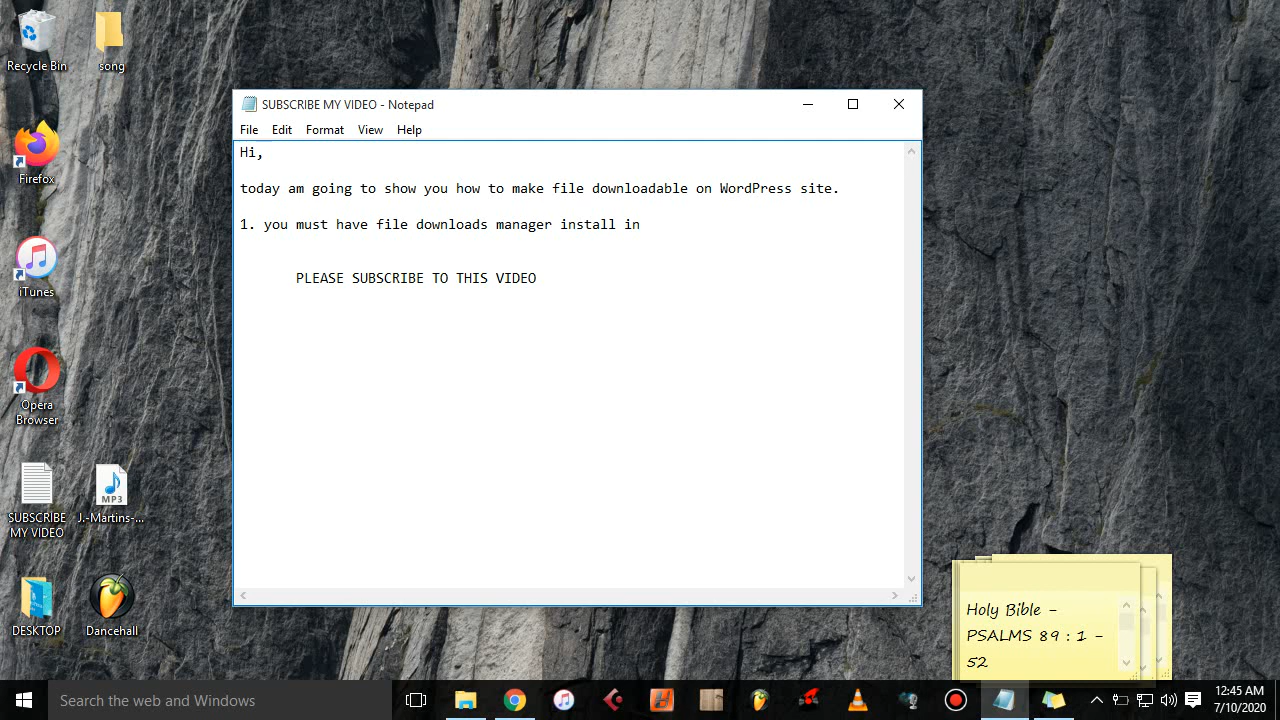 Recycle Bin
song
Firefox
iTunes
Opera
Browser
SUBSCRIBE
MY VIDEO
MP3
J.-Martins-...
DESKTOP
Dancehall
SUBSCRIBE MY VIDEO - Notepad
File Edit Format View Help
Hi,
today am going to show you how to make file downloadable on WordPress site.
1. you must have file downloads manager install in
PLEASE SUBSCRIBE TO THIS VIDEO
Holy Bible -
PSALMS 89 : 1 -
52
Search the web and Windows
12:45 AM
7/10/2020